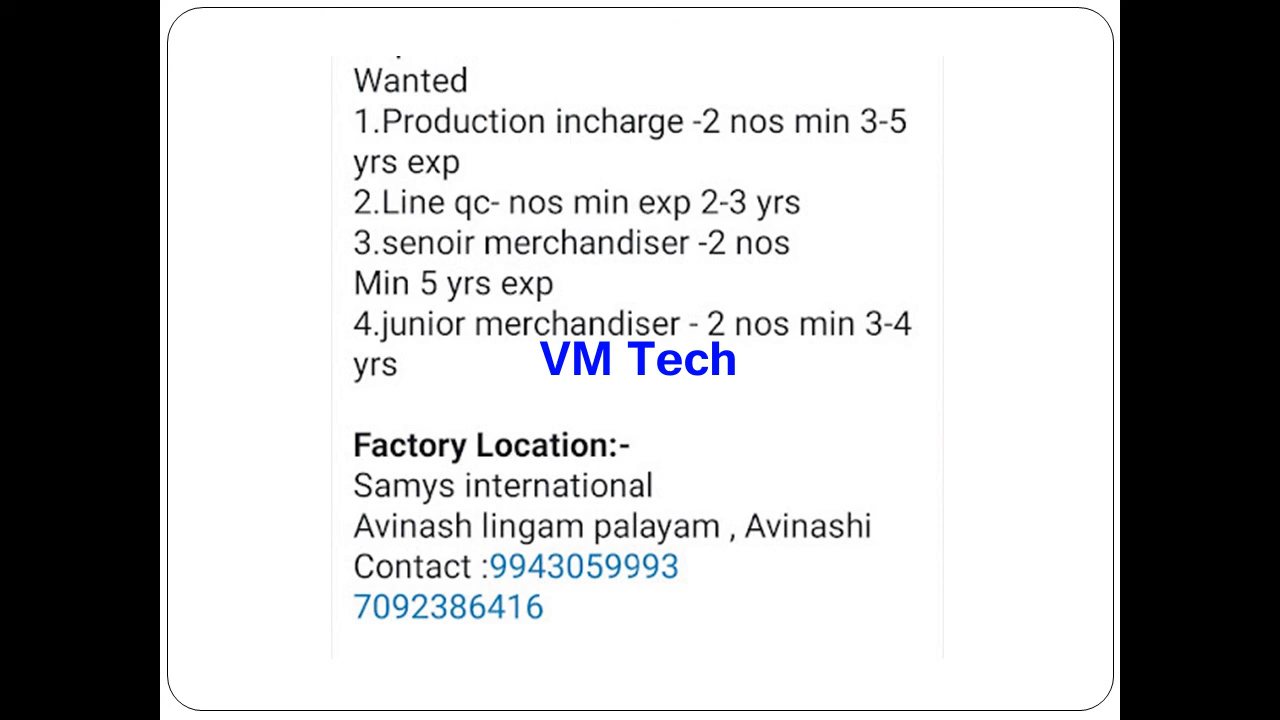 Wanted
1.Production incharge -2 nos min 3-5
yrs exp
2.Line qc- nos min exp 2-3 yrs
3.senoir merchandiser -2 nos
Min 5 yrs exp
4.junior merchandiser - 2 nos min 3-4
yrs
VM Tech
Factory Location:-
Samys international
Avinash lingam palayam , Avinashi
Contact :9943059993
7092386416